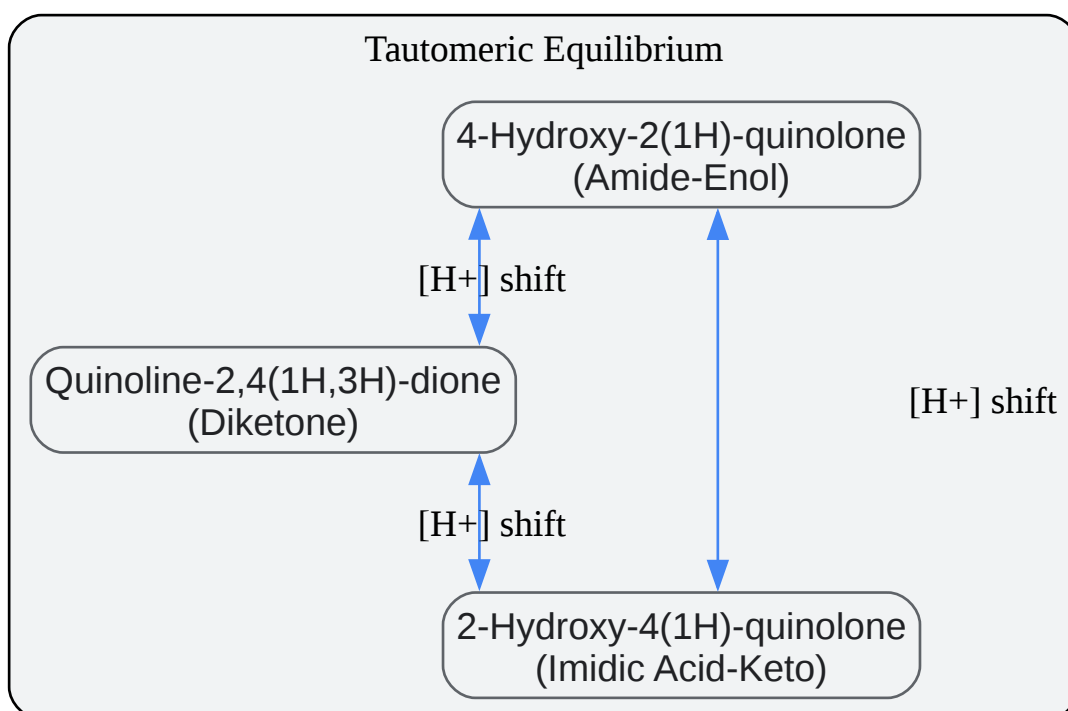 Tautomeric Equilibrium
4-Hydroxy-2(1H)-quinolone
(Amide-Enol)
[H+] shift
Quinoline-2,4(1H,3H)-dione
(Diketone)
[H+] shift
[H+] shift
2-Hydroxy-4(1H)-quinolone
(Imidic Acid-Keto)